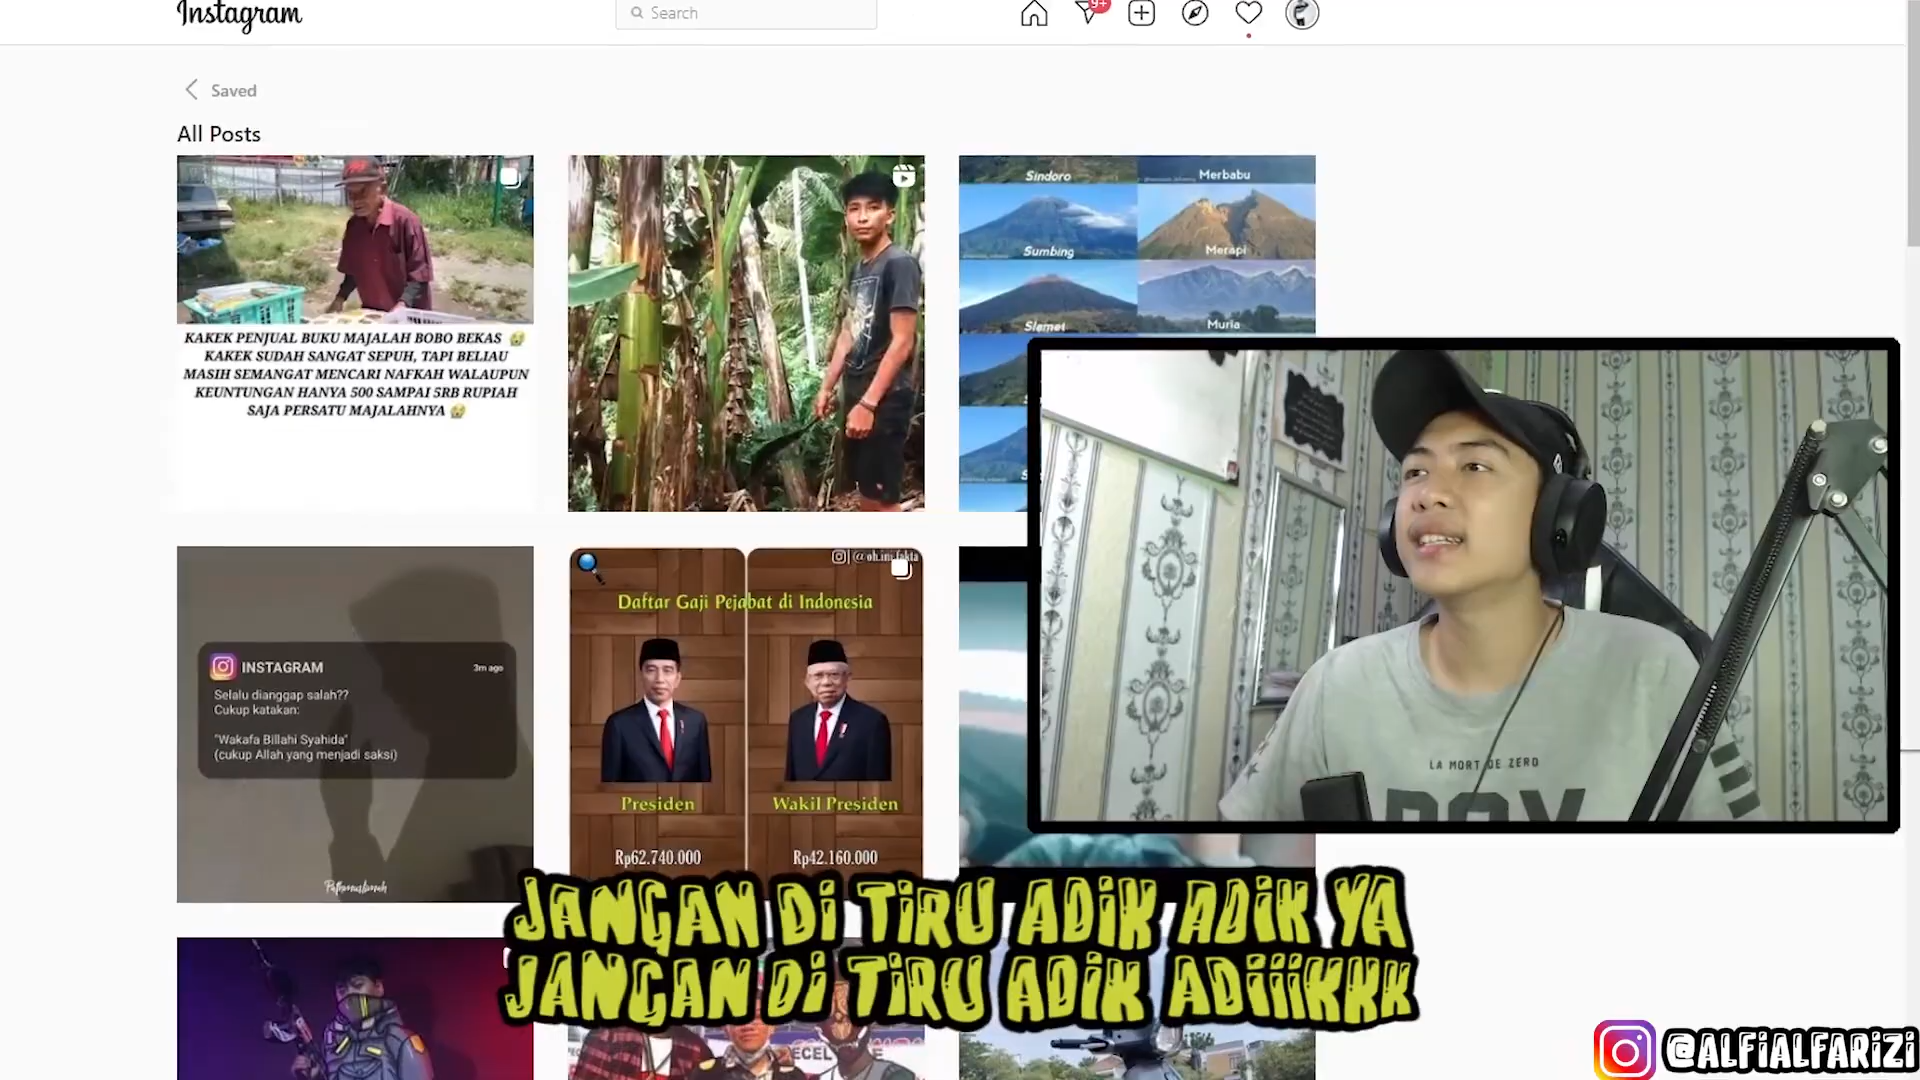 Instagram
Search
9+
Saved
All Posts
KAKEK PENJUAL BUKU MAJALAH BOBO BEKAS 😭
KAKEK SUDAH SANGAT SEPUH, TAPI BELIAU
MASIH SEMANGAT MENCARI NAFKAH WALAUPUN
KEUNTUNGAN HANYA 500 SAMPAI 5RB RUPIAH
SAJA PERSATU MAJALAHNYA 😭
Sindoro
Merbabu
Sumbing
Merapi
Slamet
Muria
INSTAGRAM
3m ago
Selalu dianggap salah??
Cukup katakan:
"Wakafa Billahi Syahida"
(cukup Allah yang menjadi saksi)
@oh.ini.fakta
Daftar Gaji Pejabat di Indonesia
Presiden
Wakil Presiden
Rp62.740.000
Rp42.160.000
LA MORT DE ZERO
JANGAN Di TiRU ADiK ADiK YA
JANGAN Di TiRU ADiK ADiiiKKK
@ALFiALFARiZi